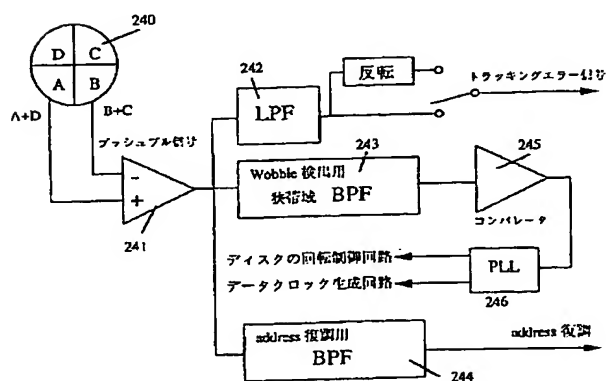 240
D C
A B
A+D
B+C
プッシュプル信号
-
+
241
242
LPF
反転
トラッキングエラー信号
Wobble 検出用
狭帯域 BPF
243
245
コンパレータ
ディスクの回転制御回路
データクロック生成回路
PLL
246
address 復調用
BPF
244
address 復調